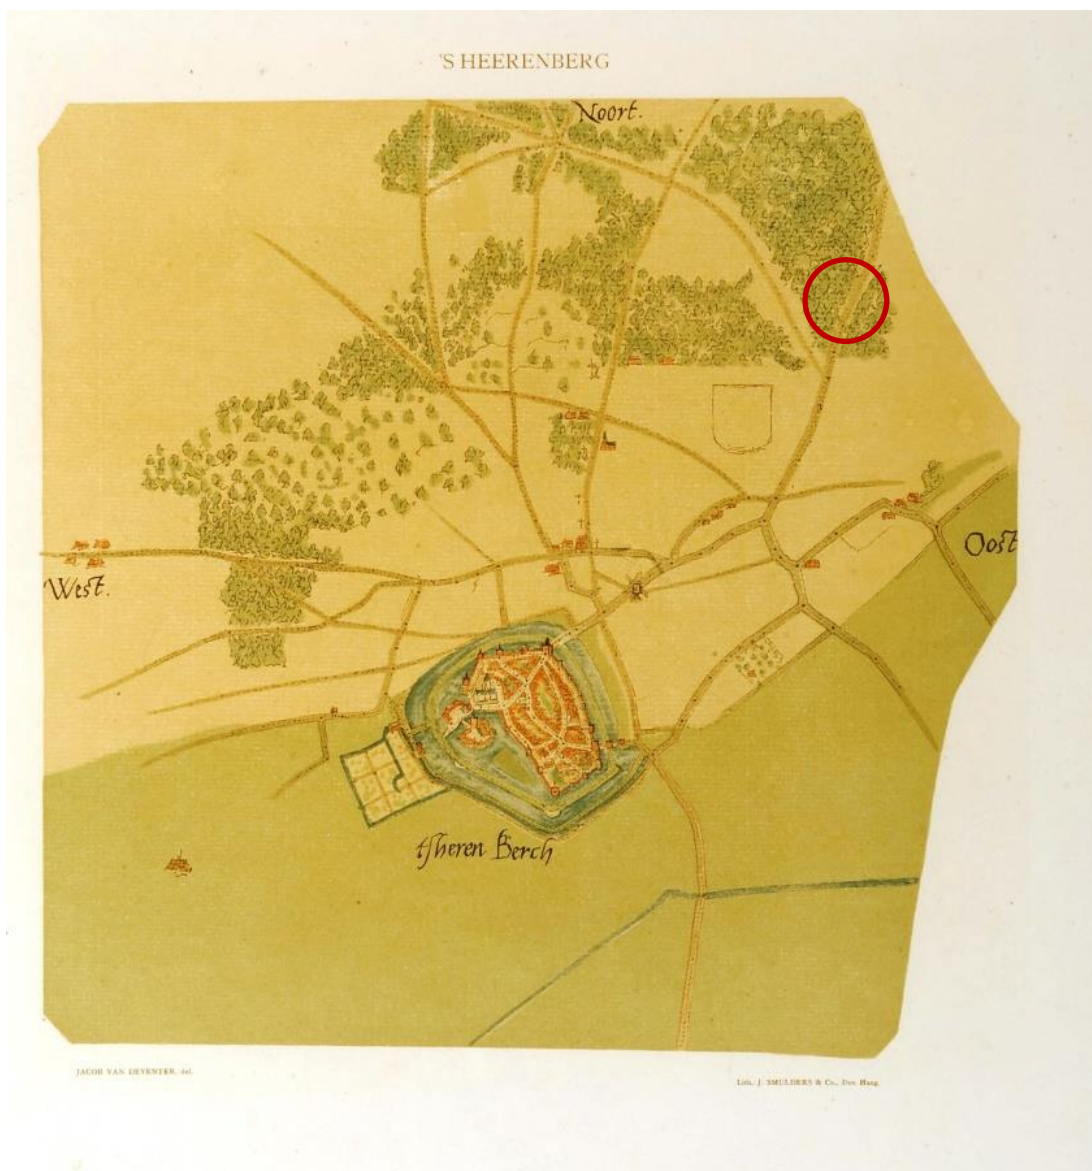 'S HEERENBERG
Noort.
Oost
West.
tsheren Berch
JACOB VAN DEVENTER, del.
Lith. J. SMULDERS & Co., Den Haag